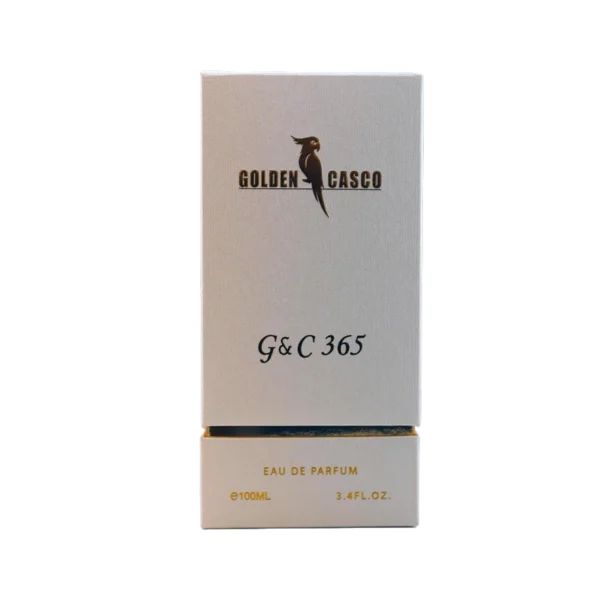 GOLDEN CASCO
G&C 365
EAU DE PARFUM
℮100ML 3.4FL.OZ.